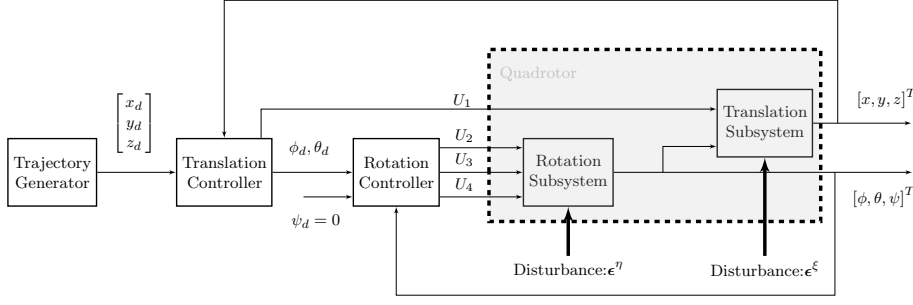 Quadrotor
[x, y, z]^T
U_1
x_d
y_d
z_d
Translation
Subsystem
U_2
ϕ_d, θ_d
Trajectory
Generator
Translation
Controller
Rotation
Controller
U_3
Rotation
Subsystem
U_4
[ϕ, θ, ψ]^T
ψ_d = 0
Disturbance:ϵ^η
Disturbance:ϵ^ξ